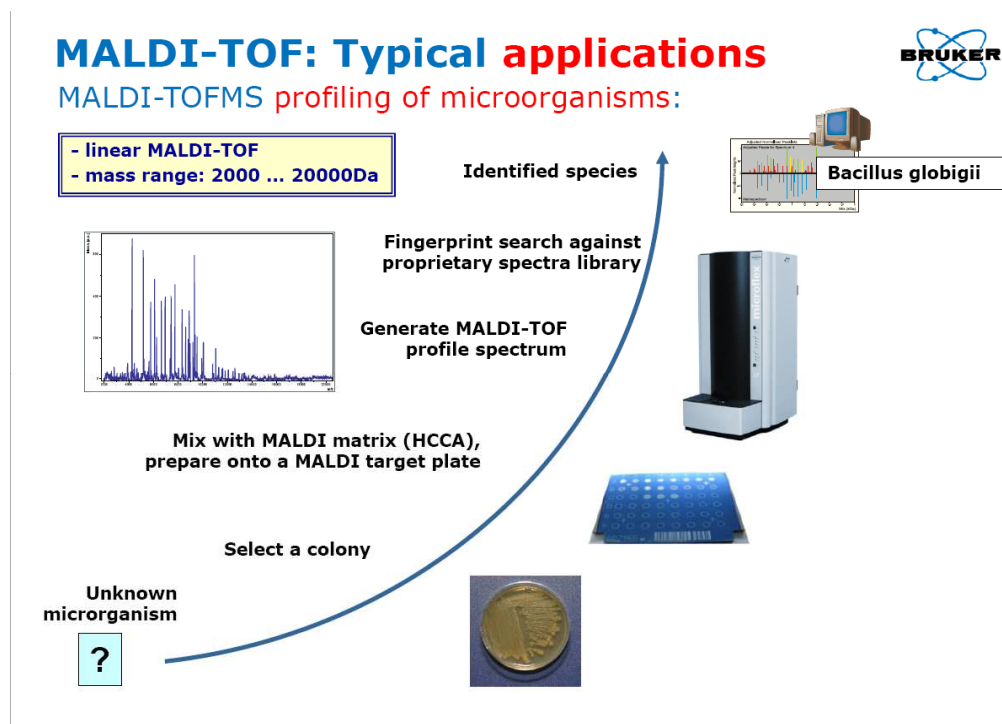 MALDI-TOF: Typical applications
BRUKER
MALDI-TOFMS profiling of microorganisms:
- linear MALDI-TOF
- mass range: 2000 ... 20000Da
Identified species
Bacillus globigii
Fingerprint search against
proprietary spectra library
Generate MALDI-TOF
profile spectrum
microflex
Mix with MALDI matrix (HCCA),
prepare onto a MALDI target plate
Select a colony
Unknown
microrganism
?